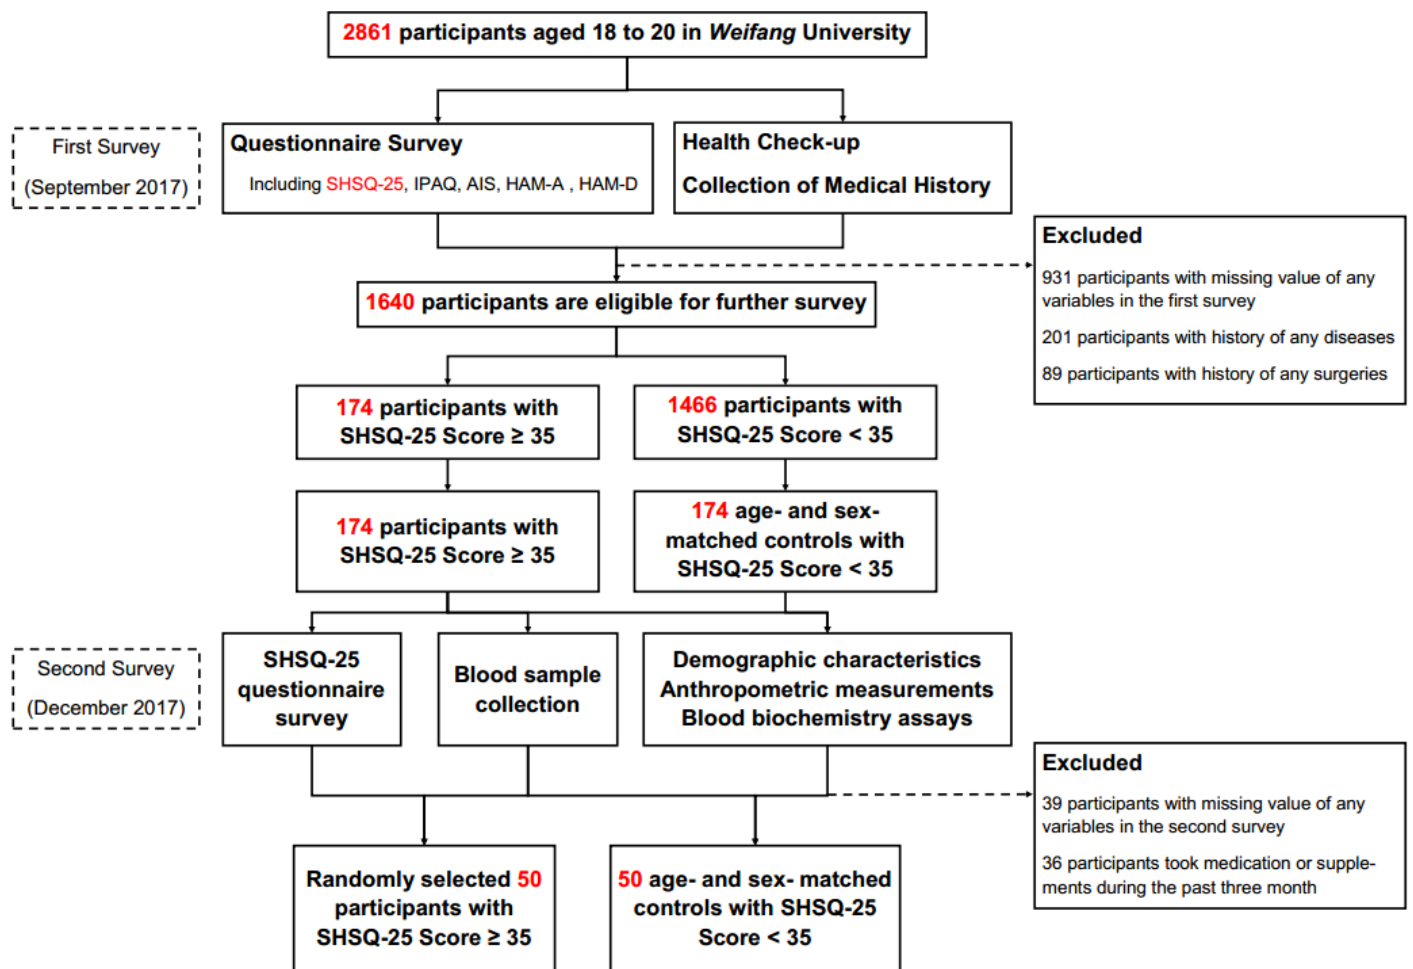 2861 participants aged 18 to 20 in Weifang University
First Survey
(September 2017)
Questionnaire Survey
Including SHSQ-25, IPAQ, AIS, HAM-A , HAM-D
Health Check-up
Collection of Medical History
Excluded
931 participants with missing value of any
variables in the first survey
201 participants with history of any diseases
89 participants with history of any surgeries
1640 participants are eligible for further survey
174 participants with
SHSQ-25 Score ≥ 35
1466 participants with
SHSQ-25 Score < 35
174 participants with
SHSQ-25 Score ≥ 35
174 age- and sex-
matched controls with
SHSQ-25 Score < 35
Second Survey
(December 2017)
SHSQ-25
questionnaire
survey
Blood sample
collection
Demographic characteristics
Anthropometric measurements
Blood biochemistry assays
Excluded
39 participants with missing value of any
variables in the second survey
36 participants took medication or supple-
ments during the past three month
Randomly selected 50
participants with
SHSQ-25 Score ≥ 35
50 age- and sex- matched
controls with SHSQ-25
Score < 35